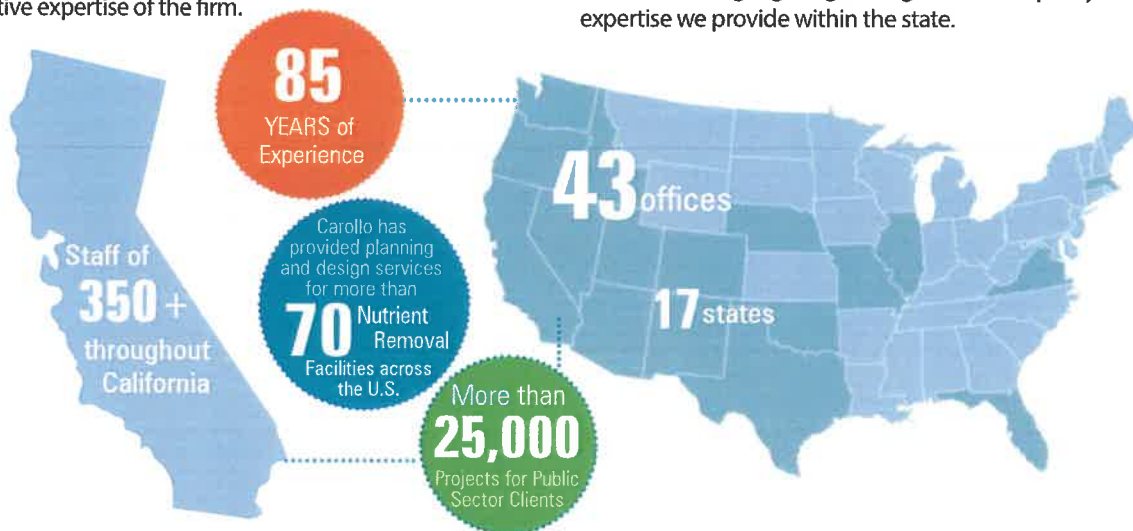 tive expertise of the firm.
expertise we provide within the state.
85
YEARS of
Experience
43 offices
17 states
Carollo has
provided planning
and design services
for more than
70 Nutrient
Removal
Facilities across
the U.S.
Staff of
350 +
throughout
California
More than
25,000
Projects for Public
Sector Clients